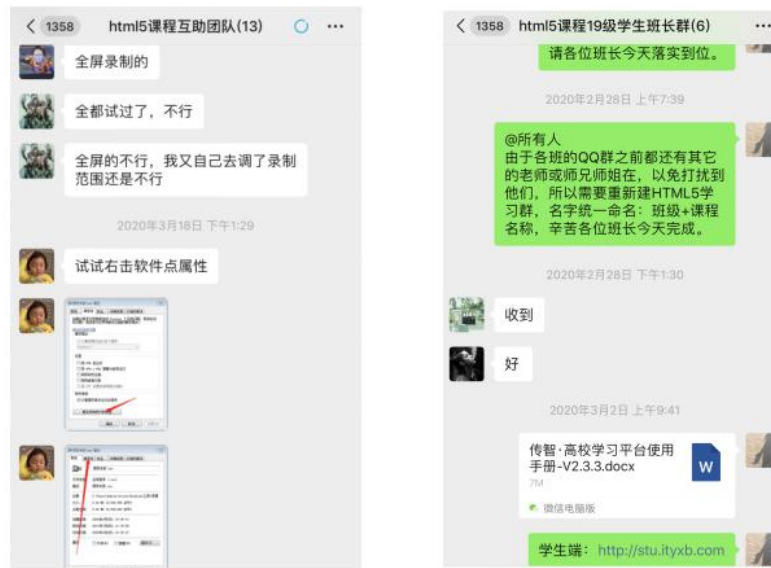 1358
html5课程互助团队(13)
全屏录制的
全都试过了，不行
全屏的不行，我又自己去调了录制
范围还是不行
2020年3月18日 下午1:29
试试右击软件点属性
1358
html5课程19级学生班长群(6)
请各位班长今天落实到位。
2020年2月28日 上午7:39
@所有人
由于各班的QQ群之前都还有其它
的老师或师兄师姐在，以免打扰到
他们，所以需要重新建HTML5学
习群，名字统一命名：班级+课程
名称，辛苦各位班长今天完成。
2020年2月28日 下午1:30
收到
好
2020年3月2日 上午9:41
传智·高校学习平台使用
手册-V2.3.3.docx
7M
W
微信电脑版
学生端：http://stu.ityxb.com